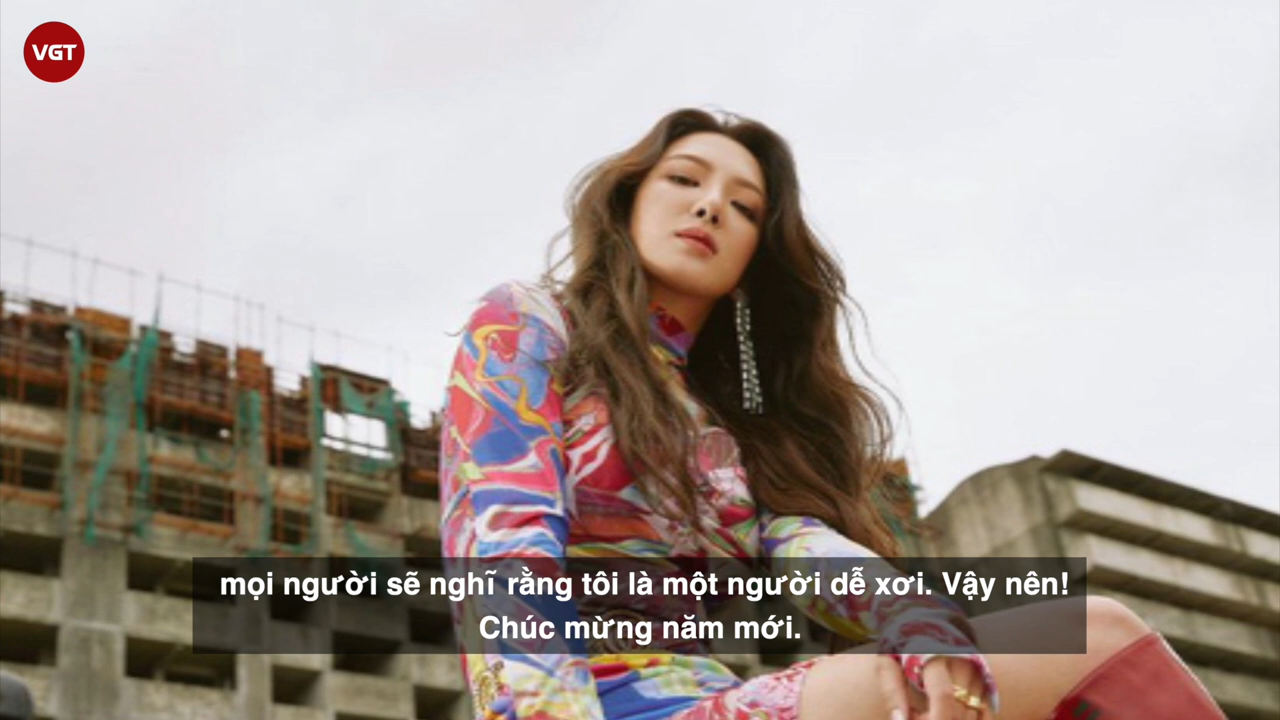 VGT
mọi người sẽ nghĩ rằng tôi là một người dễ xơi. Vậy nên!
Chúc mừng năm mới.